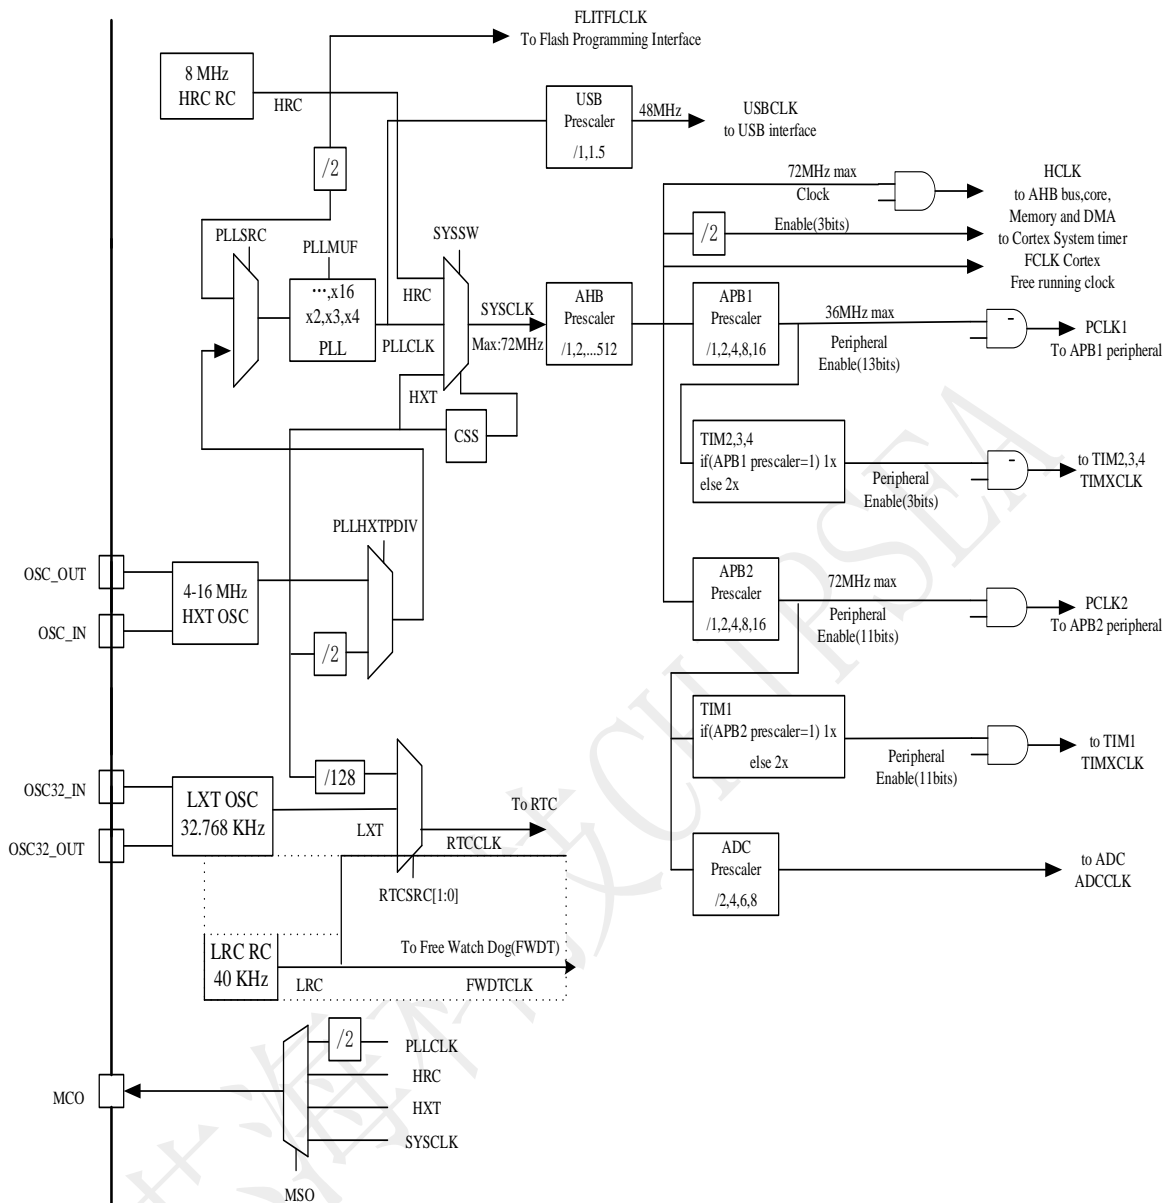 FLITFLCLK
To Flash Programming Interface
8 MHz
HRC RC
HRC
USB
Prescaler
/1,1.5
48MHz
USBCLK
to USB interface
/2
72MHz max
Clock
HCLK
to AHB bus,core,
Memory and DMA
/2
Enable(3bits)
to Cortex System timer
FCLK Cortex
Free running clock
PLLSRC
PLLMUF
···,x16
x2,x3,x4
PLL
SYSSW
HRC
PLLCLK
HXT
SYSCLK
Max:72MHz
AHB
Prescaler
/1,2,...512
APB1
Prescaler
/1,2,4,8,16
36MHz max
Peripheral
Enable(13bits)
PCLK1
To APB1 peripheral
CSS
TIM2,3,4
if(APB1 prescaler=1) 1x
else 2x
Peripheral
Enable(3bits)
to TIM2,3,4
TIMXCLK
PLLHXTPDIV
OSC_OUT
OSC_IN
4-16 MHz
HXT OSC
/2
APB2
Prescaler
/1,2,4,8,16
72MHz max
Peripheral
Enable(11bits)
PCLK2
To APB2 peripheral
TIM1
if(APB2 prescaler=1) 1x
else 2x
Peripheral
Enable(11bits)
to TIM1
TIMXCLK
/128
OSC32_IN
OSC32_OUT
LXT OSC
32.768 KHz
LXT
To RTC
RTCCLK
RTCSRC[1:0]
ADC
Prescaler
/2,4,6,8
to ADC
ADCCLK
LRC RC
40 KHz
LRC
To Free Watch Dog(FWDT)
FWDTCLK
/2
PLLCLK
HRC
HXT
SYSCLK
MCO
MSO
CHIPSEA